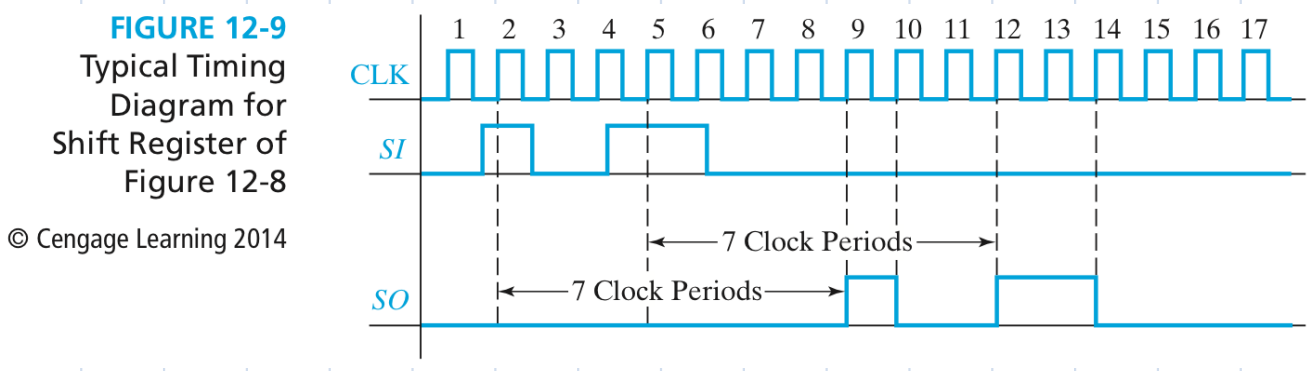 FIGURE 12-9
Typical Timing
Diagram for
Shift Register of
Figure 12-8
© Cengage Learning 2014
1 2 3 4 5 6 7 8 9 10 11 12 13 14 15 16 17
CLK
SI
7 Clock Periods
7 Clock Periods
SO